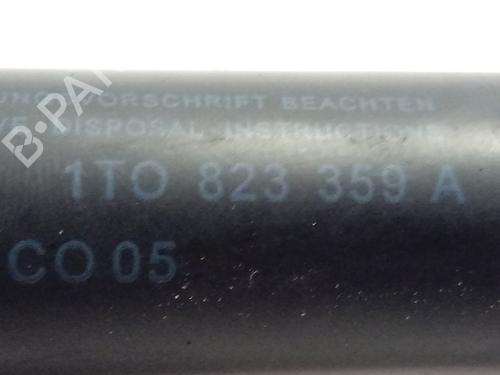 VORSCHRIFT BEACHTEN
DISPOSAL INSTRUCTIONS
1TO 823 359 A
CO 05
B-PA